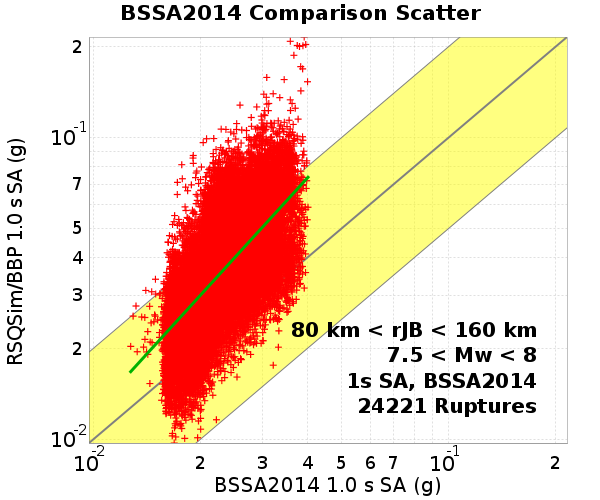 BSSA2014 Comparison Scatter
RSQSim/BBP 1.0 s SA (g)
2
10-1
7
5
4
3
2
10-2
80 km < rJB < 160 km
7.5 < Mw < 8
1s SA, BSSA2014
24221 Ruptures
10-2 2 3 4 5 6 7 10-1 2
BSSA2014 1.0 s SA (g)